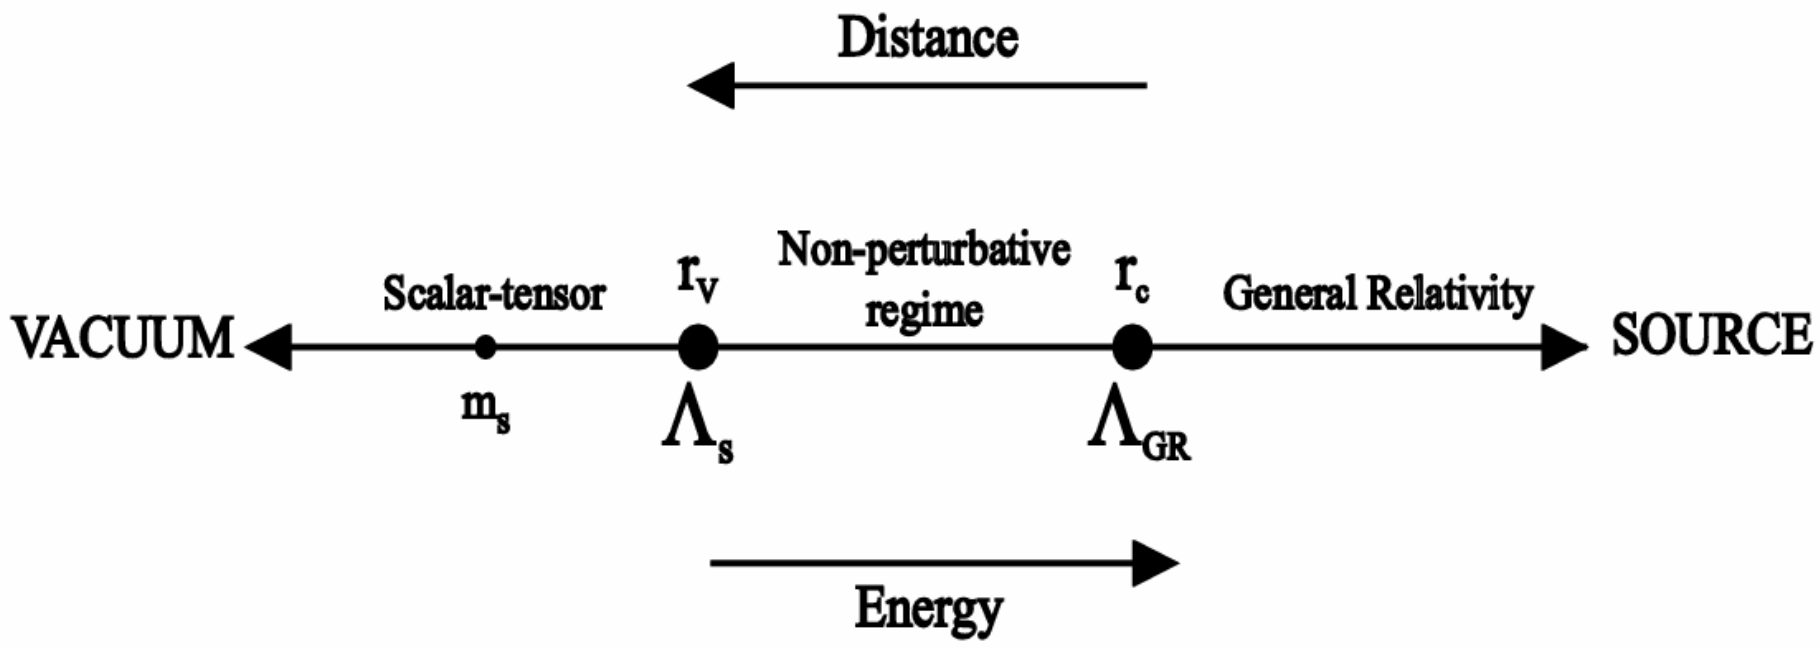 Distance
Non-perturbative
regime
Scalar-tensor
r_V
r_c
General Relativity
VACUUM
SOURCE
m_s
Λ_s
Λ_GR
Energy